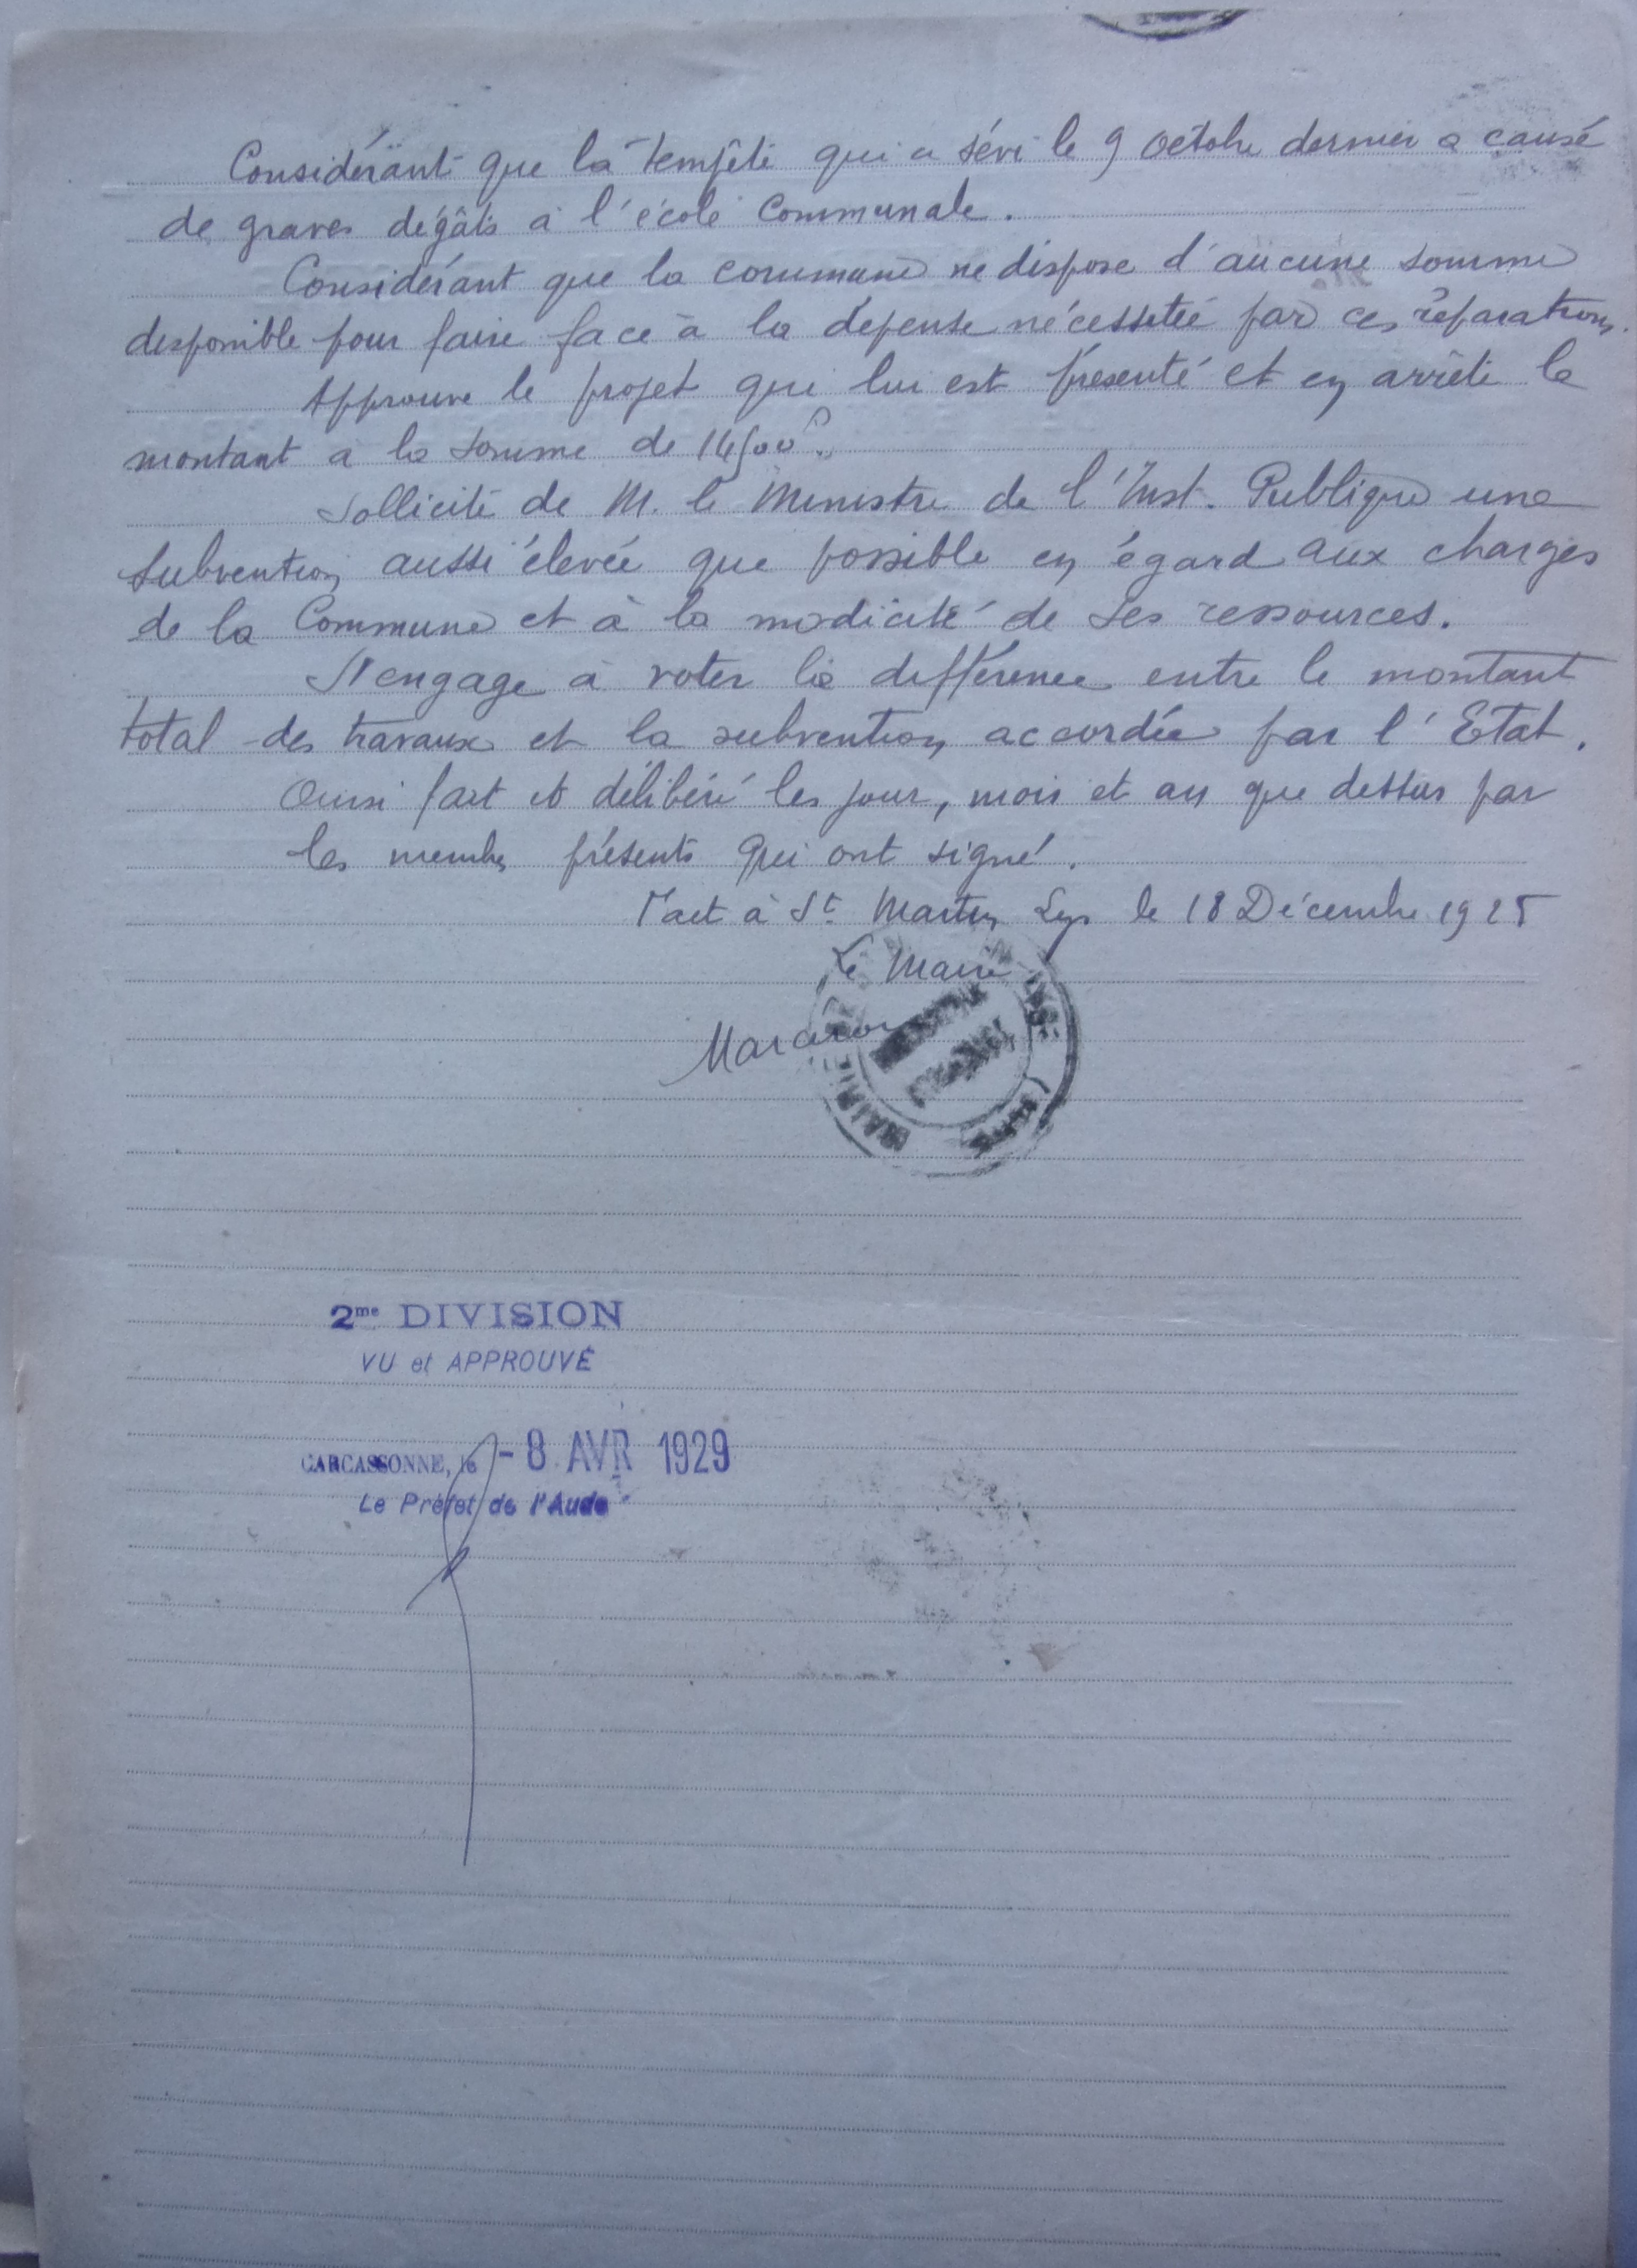 Considérant que la tempête qui a sévi le 9 Octobre dernier a causé
de graves dégâts à l'école Communale.
Considérant que la commune ne dispose d'aucune somme
disponible pour faire face à la dépense nécessitée par ces réparations.
Approuve le projet qui lui est présenté et en arrête le
montant à la somme de
Sollicite de M. le Ministre de l'Inst. Publique une
subvention aussi élevée que possible en égard aux charges
de la Commune et à la modicité de ses ressources.
S'engage à voter la différence entre le montant
total des travaux et la subvention accordée par l'Etat.
Ainsi fait et délibéré les jour, mois et an que dessus par
les membres présents qui ont signé.
Fait à St Martin Lys le 18 Décembre
Le Maire
MAIRIE
(Aude)
2me DIVISION
VU et APPROUVÉ
CARCASSONNE, le -8 AVR 1929
Le Préfet de l'Aude